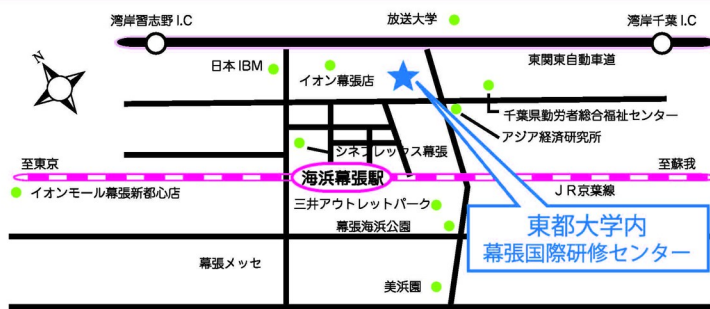 湾岸習志野I.C
放送大学
湾岸千葉I.C
N
日本IBM
イオン幕張店
東関東自動車道
千葉県勤労者総合福祉センター
アジア経済研究所
シネプレックス幕張
至東京
海浜幕張駅
至蘇我
イオンモール幕張新都心店
JR京葉線
三井アウトレットパーク
幕張海浜公園
東都大学内
幕張国際研修センター
幕張メッセ
美浜園